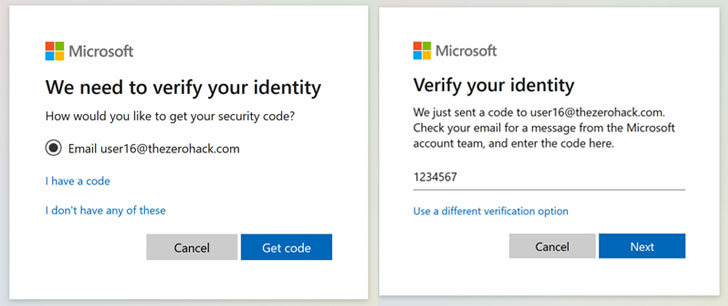 Microsoft
We need to verify your identity
How would you like to get your security code?
Email user16@thezerohack.com
I have a code
I don't have any of these
Cancel
Get code
Microsoft
Verify your identity
We just sent a code to user16@thezerohack.com.
Check your email for a message from the Microsoft
account team, and enter the code here.
1234567
Use a different verification option
Cancel
Next